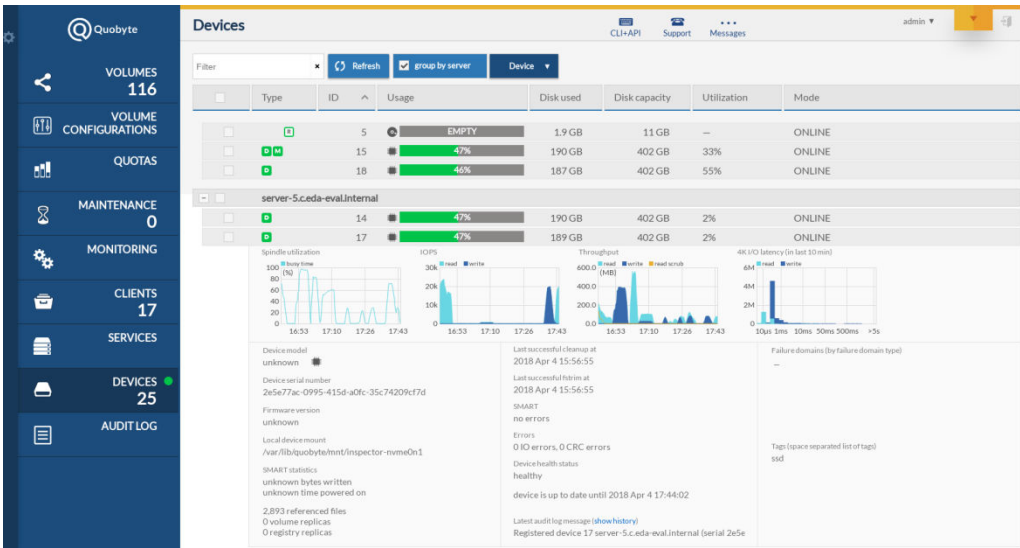 Quobyte
Devices
CLI+API
Support
Messages
admin ▼
VOLUMES
116
VOLUME
CONFIGURATIONS
QUOTAS
MAINTENANCE
0
MONITORING
CLIENTS
17
SERVICES
DEVICES
25
AUDIT LOG
Filter × Refresh group by server Device ▼
Type ID Usage Disk used Disk capacity Utilization Mode
R 5 EMPTY 1.9 GB 11 GB — ONLINE
D M 15 47% 190 GB 402 GB 33% ONLINE
D 18 46% 187 GB 402 GB 55% ONLINE
server-5.c.eda-eval.internal
D 14 47% 190 GB 402 GB 2% ONLINE
D 17 47% 189 GB 402 GB 2% ONLINE
Spindle utilization
busy time
(%)
100
80
60
40
20
0
16:53 17:10 17:26 17:43
IOPS
read write
30k
20k
10k
0
16:53 17:10 17:26 17:43
Throughput
read write read scrub
(MB)
600.0
400.0
200.0
0.0
16:53 17:10 17:26 17:43
4K I/O latency (in last 10 min)
read write
6M
4M
2M
0
10µs 1ms 10ms 50ms 500ms >5s
Device model
unknown
Device serial number
2e5e77ac-0995-415d-a0fc-35c74209cf7d
Firmware version
unknown
Local device mount
/var/lib/quobyte/mnt/inspector-nvme0n1
SMART statistics
unknown bytes written
unknown time powered on
2,893 referenced files
0 volume replicas
0 registry replicas
Last successful cleanup at
2018 Apr 4 15:56:55
Last successful fstrim at
2018 Apr 4 15:56:55
SMART
no errors
Errors
0 IO errors, 0 CRC errors
Device health status
healthy
device is up to date until 2018 Apr 4 17:44:02
Latest audit log message (show history)
Registered device 17 server-5.c.eda-eval.internal (serial 2e5e
Failure domains (by failure domain type)
—
Tags (space separated list of tags)
ssd